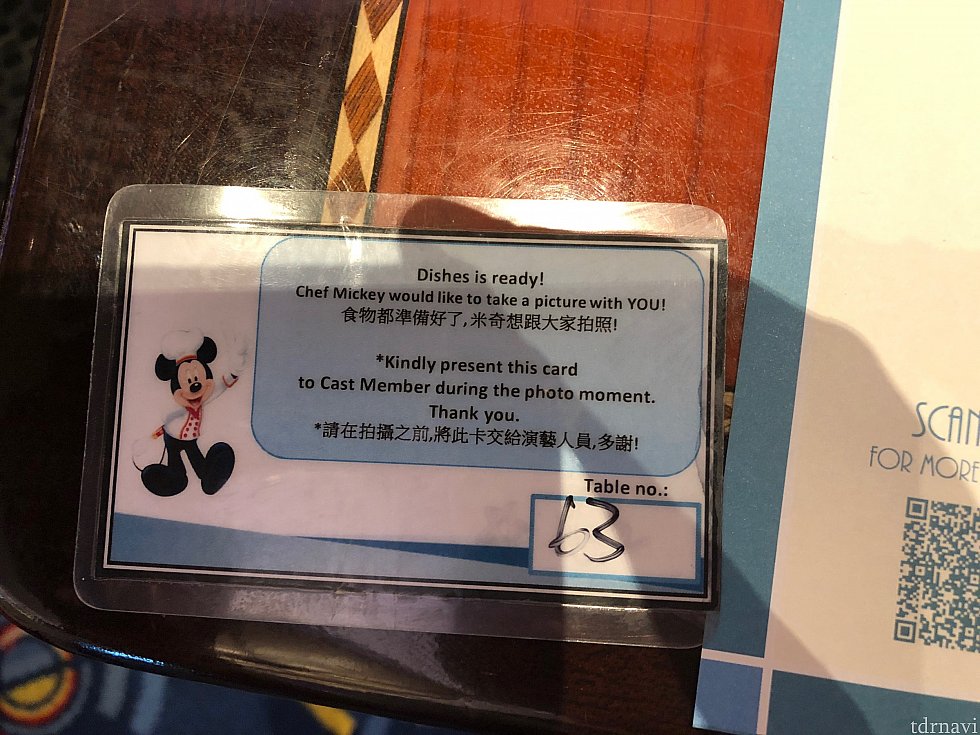 Dishes is ready!
Chef Mickey would like to take a picture with YOU!
食物都準備好了,米奇想跟大家拍照!
*Kindly present this card
to Cast Member during the photo moment.
Thank you.
*請在拍攝之前,將此卡交給演藝人員,多謝!
Table no.:
63
SCAN
FOR MORE
tdrnavi